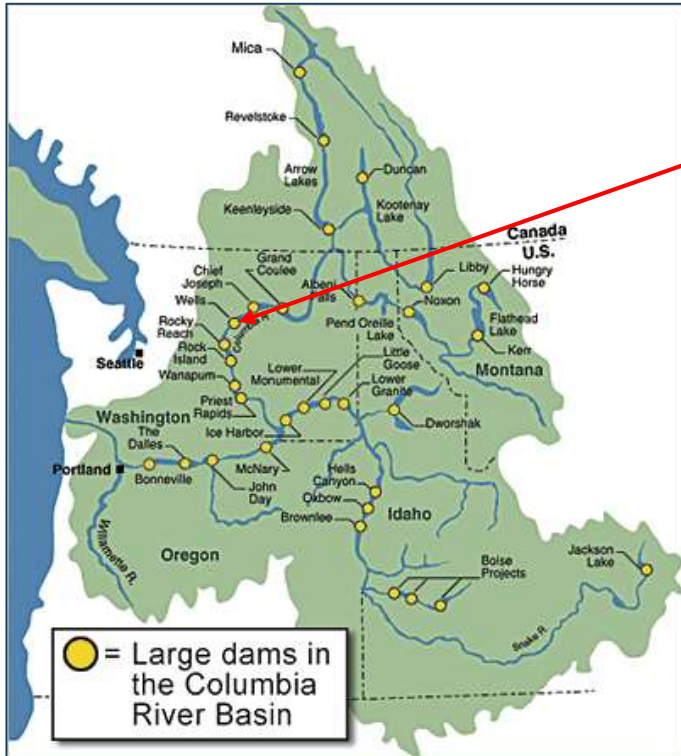 Mica
Revelstoke
Arrow
Lakes
Duncan
Kootenay
Lake
Keenleyside
Canada
U.S.
Grand
Coulee
Chief
Joseph
Albeni
Falls
Libby
Hungry
Horse
Wells
Noxon
Columbia R.
Pend Oreille
Lake
Flathead
Lake
Rocky
Reach
Kerr
Seattle
Rock
Island
Little
Goose
Montana
Wanapum
Lower
Monumental
Lower
Granite
Washington
Priest
Rapids
Dworshak
The
Dalles
Ice Harbor
Portland
Bonneville
McNary
John
Day
Hells
Canyon
Oxbow
Brownlee
Idaho
Willamette R.
Oregon
Boise
Projects
Jackson
Lake
Snake R.
= Large dams in
the Columbia
River Basin